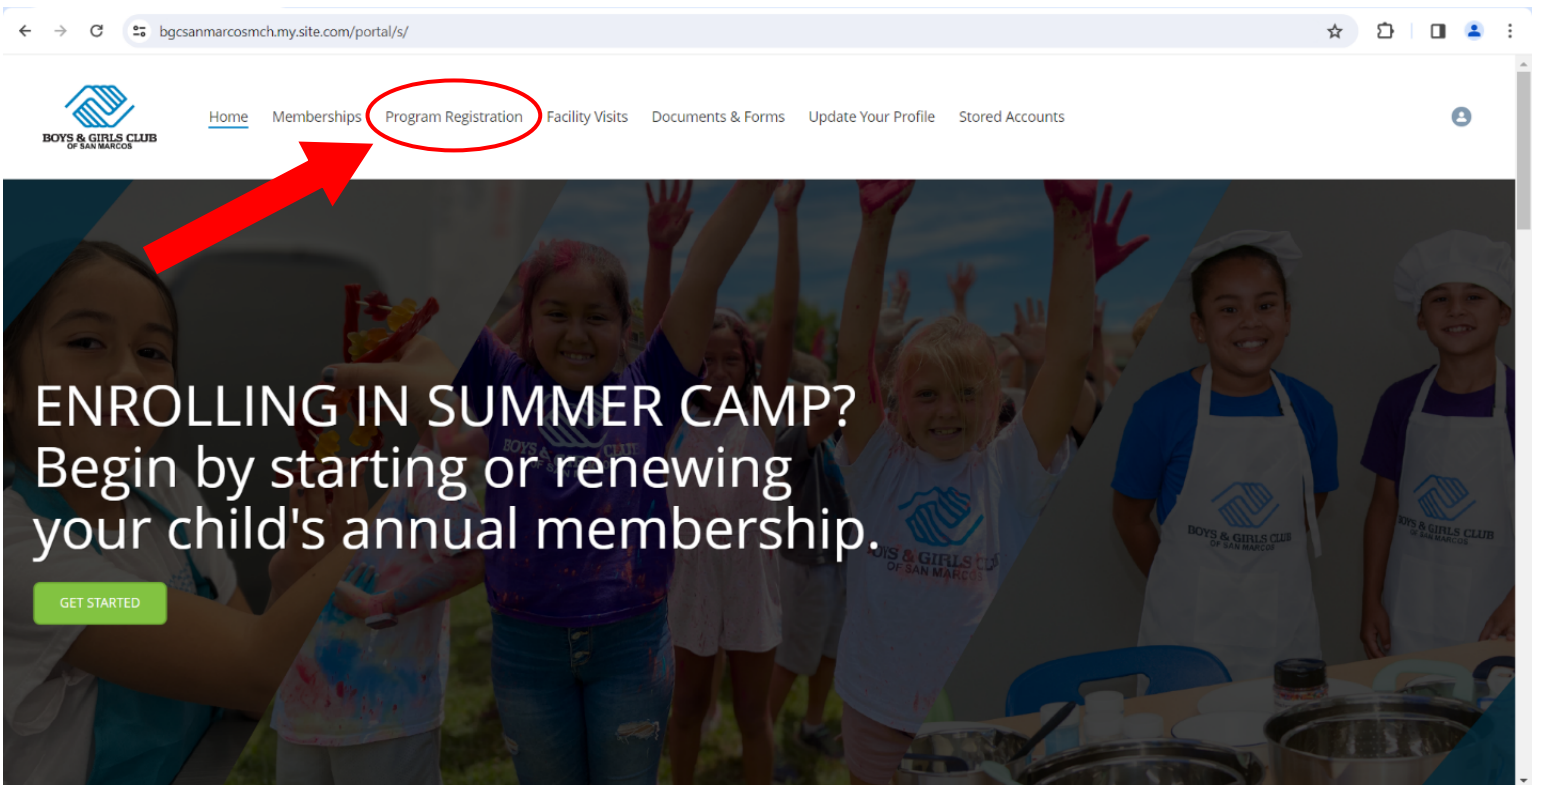 bgcsanmarcosmch.my.site.com/portal/s/
BOYS & GIRLS CLUB
OF SAN MARCOS
Home Memberships Program Registration Facility Visits Documents & Forms Update Your Profile Stored Accounts
ENROLLING IN SUMMER CAMP?
Begin by starting or renewing
your child's annual membership.
GET STARTED
BOYS & GIRLS CLUB
OF SAN MARCOS
BOYS & GIRLS CLUB
OF SAN MARCOS
BOYS & GIRLS CLUB
OF SAN MARCOS